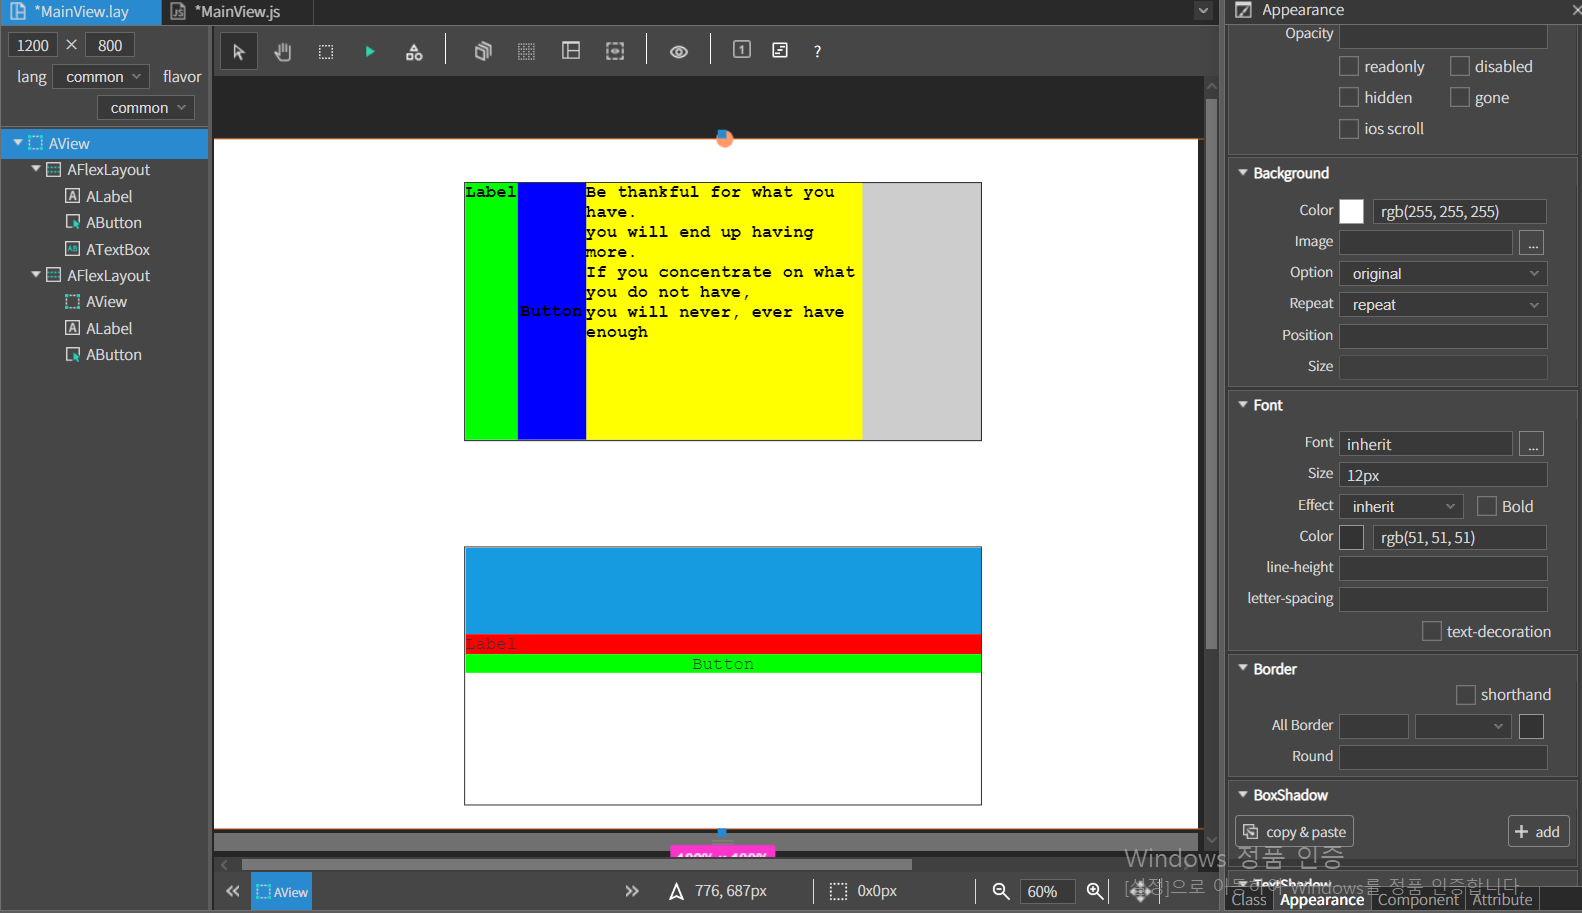 *MainView.lay
*MainView.js
1200 × 800
lang common flavor
common
AView
AFlexLayout
ALabel
AButton
ATextBox
AFlexLayout
AView
ALabel
AButton
1
?
Label
Button
Be thankful for what you
have.
you will end up having
more.
If you concentrate on what
you do not have,
you will never, ever have
enough
Label
Button
AView
776, 687px
0x0px
60%
Appearance
Opacity
readonly disabled
hidden gone
ios scroll
Background
Color rgb(255, 255, 255)
Image ...
Option original
Repeat repeat
Position
Size
Font
Font inherit ...
Size 12px
Effect inherit Bold
Color rgb(51, 51, 51)
line-height
letter-spacing
text-decoration
Border
shorthand
All Border
Round
BoxShadow
copy & paste + add
Windows 정품 인증
TextShadow
[설정]으로 이동하여 Windows를 정품 인증합니다.
Class Appearance Component Attribute